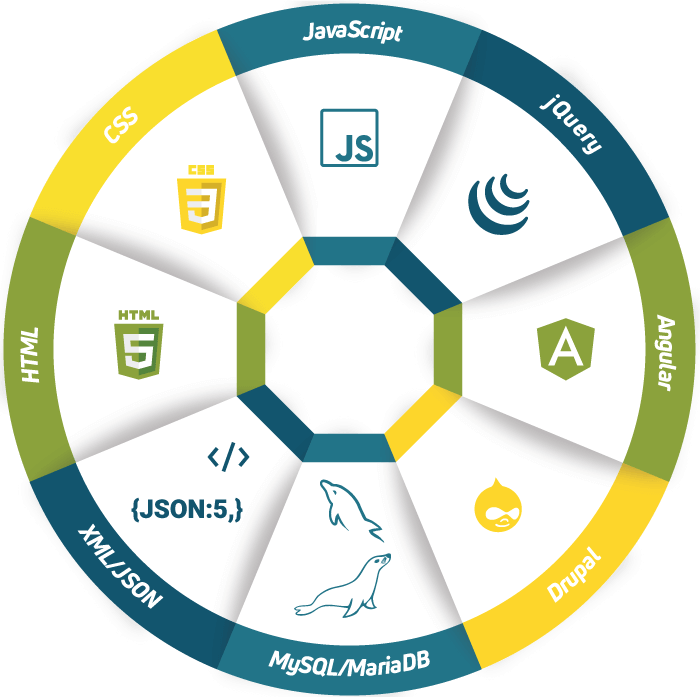 JavaScript
jQuery
Angular
Drupal
MySQL/MariaDB
XML/JSON
HTML
CSS
JS
A
</>
{JSON:5,}
HTML
5
CSS
3